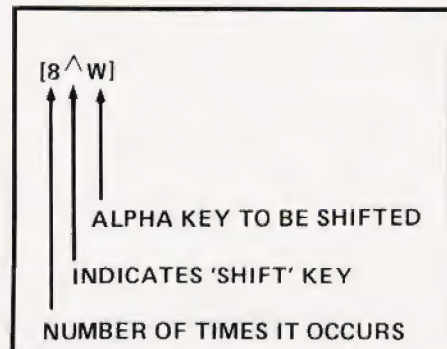 [8^W]
ALPHA KEY TO BE SHIFTED
INDICATES 'SHIFT' KEY
NUMBER OF TIMES IT OCCURS